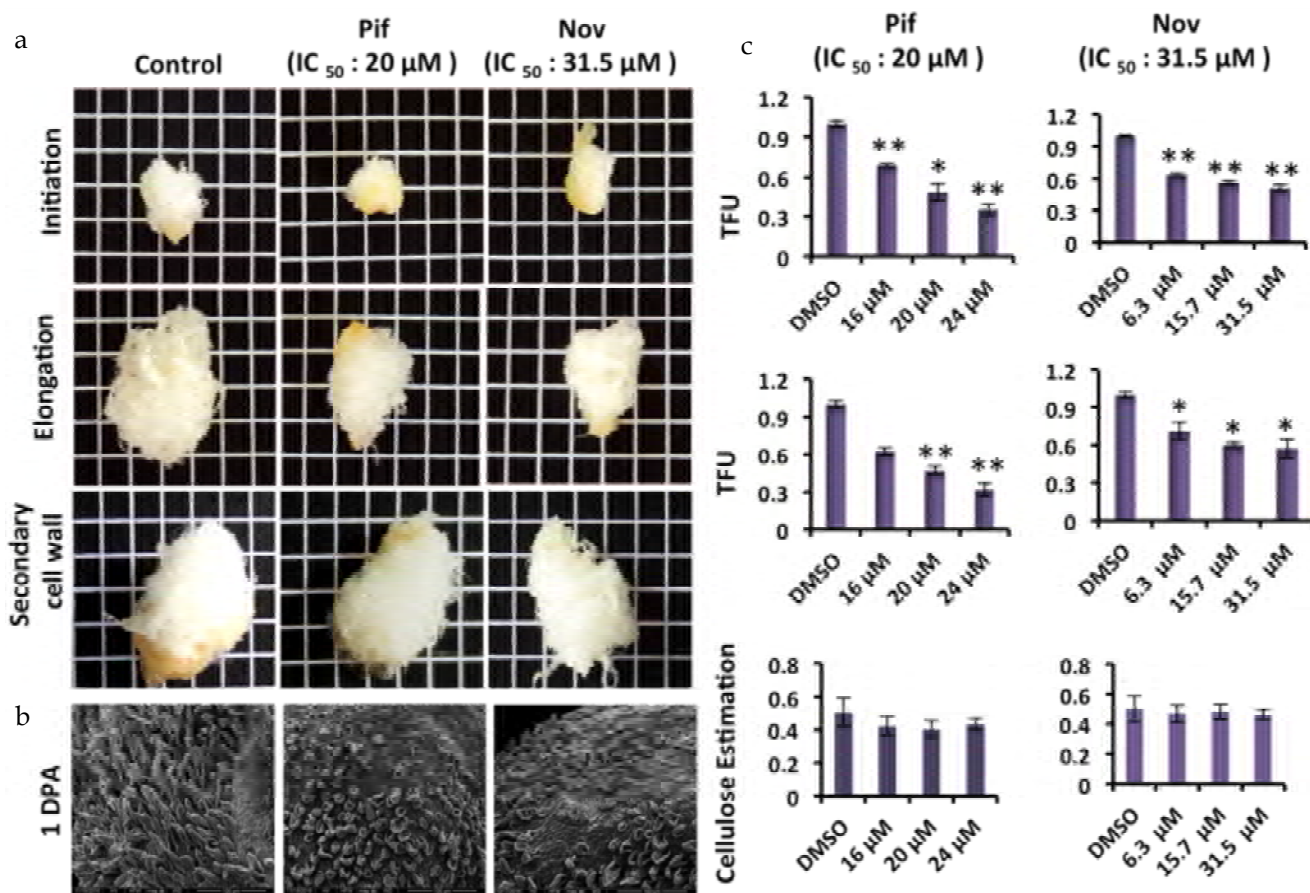 a
Control
Pif
(IC 50 : 20 µM )
Nov
(IC 50 : 31.5 µM )
Initiation
Elongation
Secondary
cell wall
b
1 DPA
c
Pif
(IC 50 : 20 µM )
Nov
(IC 50 : 31.5 µM )
TFU
1.2
0.9
0.6
0.3
0
**
*
**
DMSO
16 µM
20 µM
24 µM
1.2
0.9
0.6
0.3
0
**
**
**
DMSO
6.3 µM
15.7 µM
31.5 µM
TFU
1.2
0.9
0.6
0.3
0
**
**
DMSO
16 µM
20 µM
24 µM
1.2
0.9
0.6
0.3
0
*
*
*
DMSO
6.3 µM
15.7 µM
31.5 µM
Cellulose Estimation
0.8
0.6
0.4
0.2
0
DMSO
16 µM
20 µM
24 µM
0.8
0.6
0.4
0.2
0
DMSO
6.3 µM
15.7 µM
31.5 µM